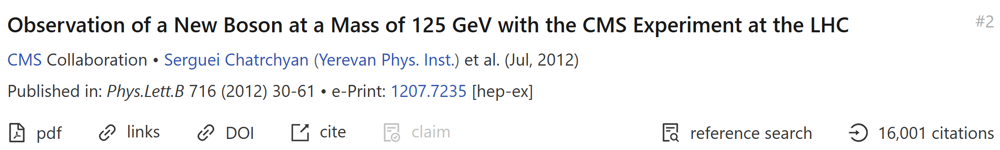 Observation of a New Boson at a Mass of 125 GeV with the CMS Experiment at the LHC #2
CMS Collaboration • Serguei Chatrchyan (Yerevan Phys. Inst.) et al. (Jul, 2012)
Published in: Phys.Lett.B 716 (2012) 30-61 • e-Print: 1207.7235 [hep-ex]
pdf links DOI cite claim reference search 16,001 citations